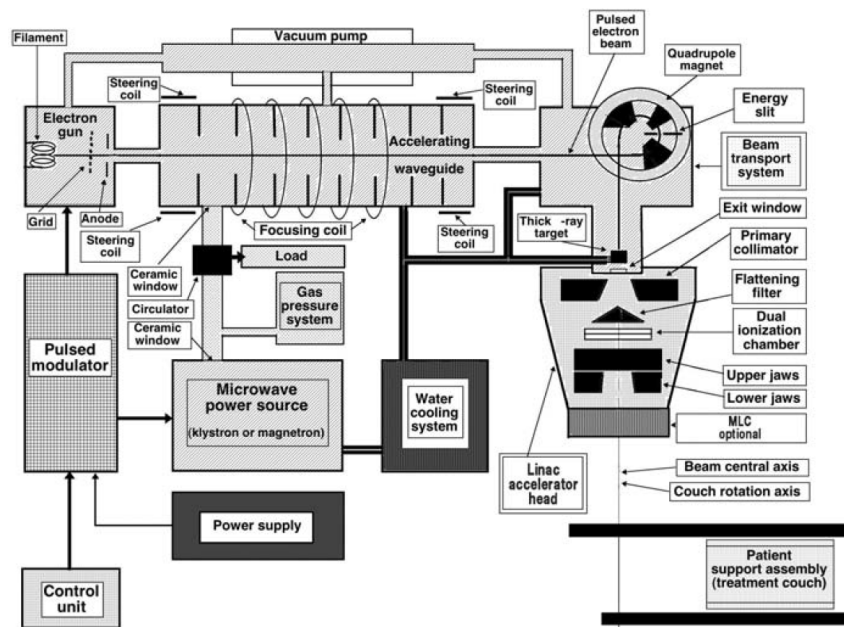 Filament
Vacuum pump
Pulsed
electron
beam
Quadrupole
magnet
Steering
coil
Steering
coil
Electron
gun
Energy
slit
Accelerating
waveguide
Beam
transport
system
Grid
Anode
Steering
coil
Focusing coil
Steering
coil
Thick -ray
target
Exit window
Ceramic
window
Load
Primary
collimator
Circulator
Gas
pressure
system
Flattening
filter
Ceramic
window
Dual
ionization
chamber
Pulsed
modulator
Microwave
power source
(klystron or magnetron)
Water
cooling
system
Upper jaws
Lower jaws
MLC
optional
Linac
accelerator
head
Beam central axis
Couch rotation axis
Power supply
Control
unit
Patient
support assembly
(treatment couch)